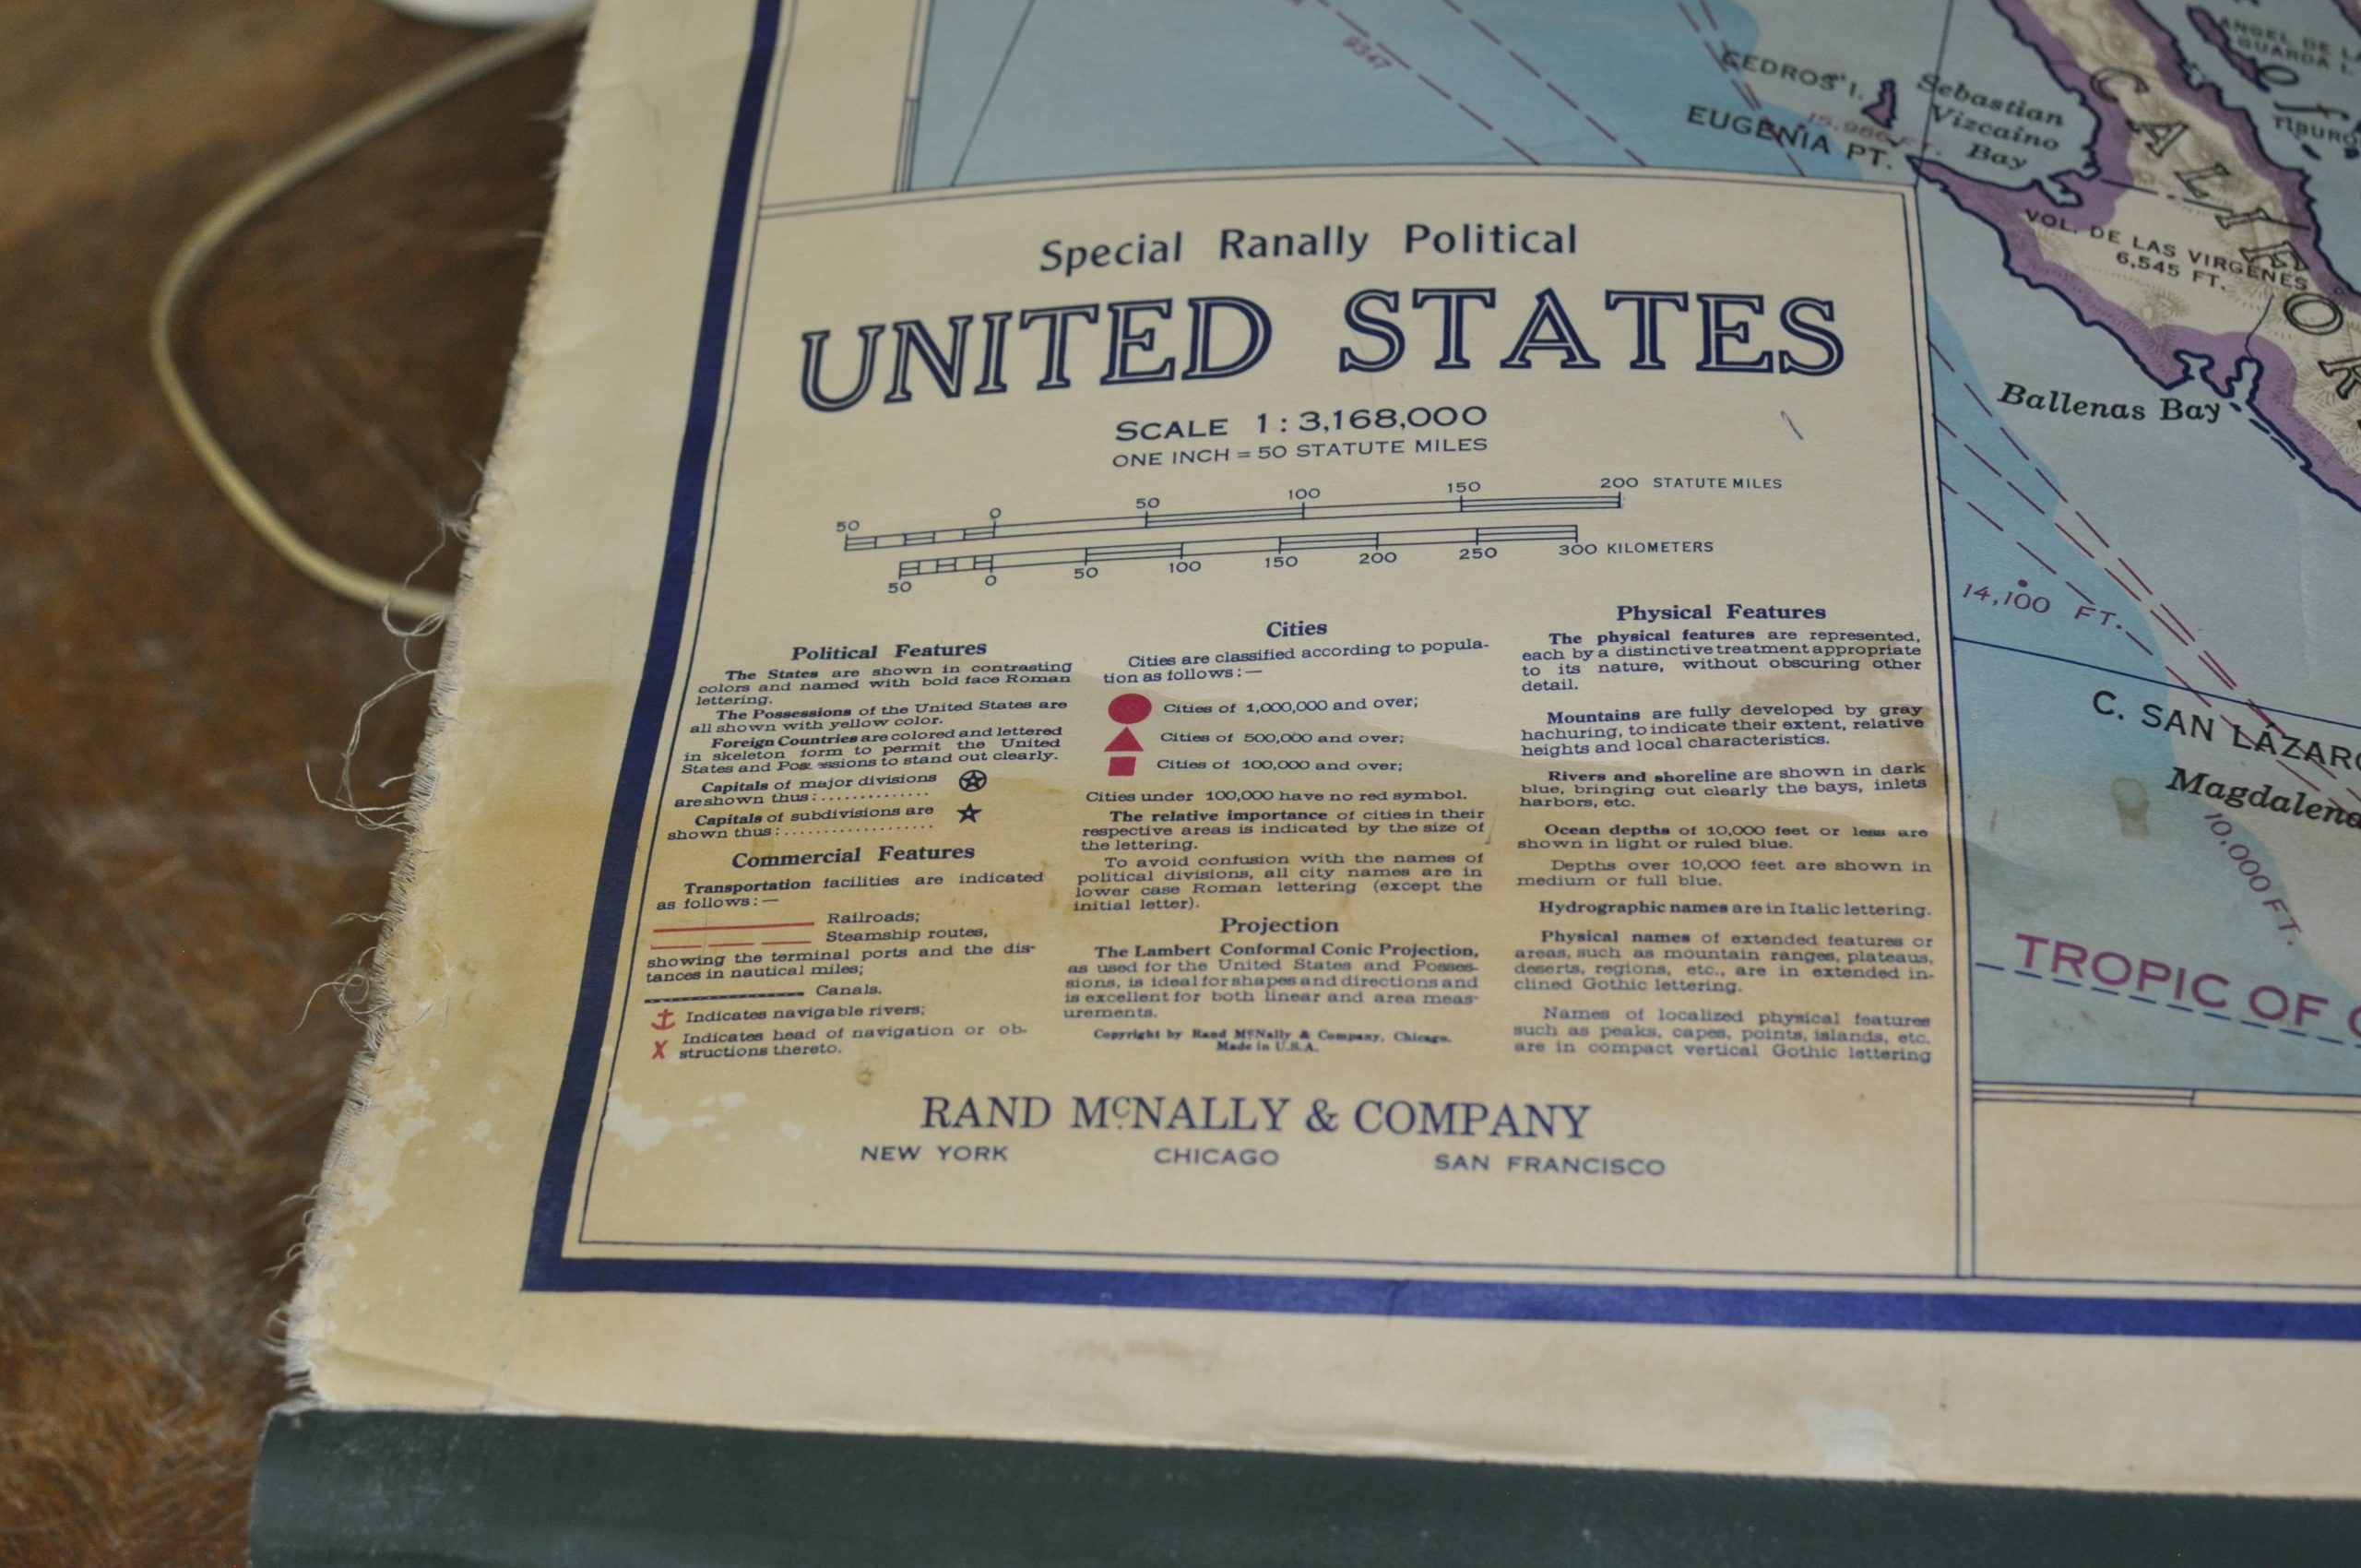 9347
CEDROS I.
Sebastian
Vizcaino
Bay
EUGENIA PT.
ANGEL DE LA
GUARDA I.
TIBURO
CALIFOR
VOL. DE LAS VIRGENES
6,545 FT.
Ballenas Bay
14,100 FT.
C. SAN LÁZARO
Magdalena
10,000 FT.
TROPIC OF C
Special Ranally Political
UNITED STATES
SCALE 1 : 3,168,000
ONE INCH = 50 STATUTE MILES
50 0 50 100 150 200 STATUTE MILES
50 0 50 100 150 200 250 300 KILOMETERS
Political Features
The States are shown in contrasting
colors and named with bold face Roman
lettering.
The Possessions of the United States are
all shown with yellow color.
Foreign Countries are colored and lettered
in skeleton form to permit the United
States and Possessions to stand out clearly.
Capitals of major divisions
are shown thus: .............
Capitals of subdivisions are
shown thus: ..................
Commercial Features
Transportation facilities are indicated
as follows:—
Railroads;
Steamship routes,
showing the terminal ports and the dis-
tances in nautical miles;
Canals.
Indicates navigable rivers;
X Indicates head of navigation or ob-
structions thereto.
Cities
Cities are classified according to popula-
tion as follows:—
Cities of 1,000,000 and over;
Cities of 500,000 and over;
Cities of 100,000 and over;
Cities under 100,000 have no red symbol.
The relative importance of cities in their
respective areas is indicated by the size of
the lettering.
To avoid confusion with the names of
political divisions, all city names are in
lower case Roman lettering (except the
initial letter).
Projection
The Lambert Conformal Conic Projection,
as used for the United States and Posses-
sions, is ideal for shapes and directions and
is excellent for both linear and area meas-
urements.
Copyright by Rand McNally & Company, Chicago.
Made in U.S.A.
Physical Features
The physical features are represented,
each by a distinctive treatment appropriate
to its nature, without obscuring other
detail.
Mountains are fully developed by gray
hachuring, to indicate their extent, relative
heights and local characteristics.
Rivers and shoreline are shown in dark
blue, bringing out clearly the bays, inlets
harbors, etc.
Ocean depths of 10,000 feet or less are
shown in light or ruled blue.
Depths over 10,000 feet are shown in
medium or full blue.
Hydrographic names are in Italic lettering.
Physical names of extended features or
areas, such as mountain ranges, plateaus,
deserts, regions, etc., are in extended in-
clined Gothic lettering.
Names of localized physical features
such as peaks, capes, points, islands, etc.
are in compact vertical Gothic lettering
RAND McNALLY & COMPANY
NEW YORK CHICAGO SAN FRANCISCO